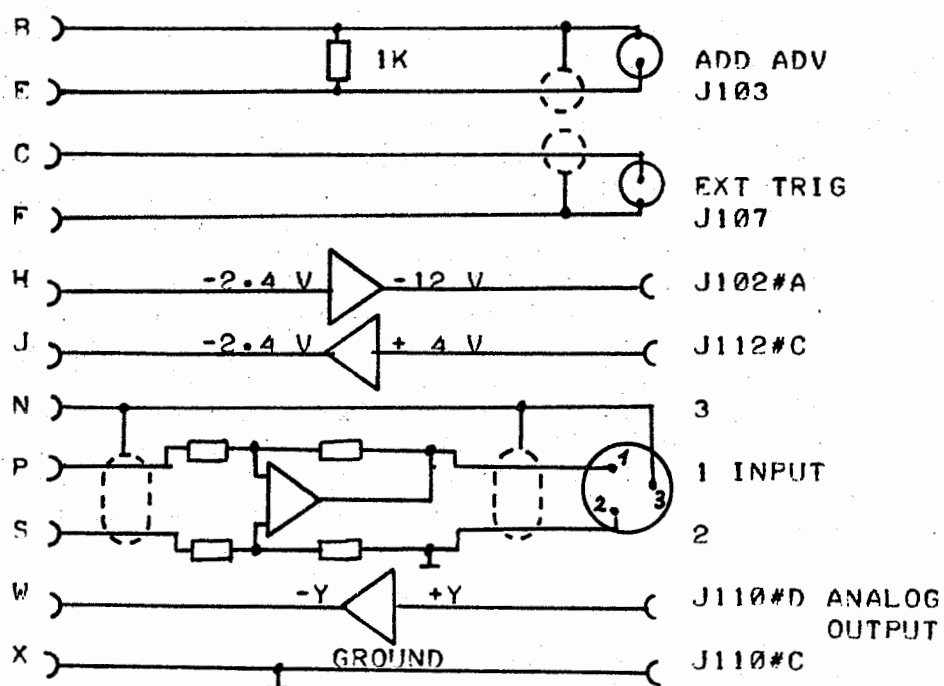 B
1K
ADD ADV
E
J103
C
EXT TRIG
F
J107
H -2.4 V -12 V J102#A
J -2.4 V + 4 V J112#C
N 3
P 1 1 INPUT
2 3
S 2
W -Y +Y J110#D ANALOG
OUTPUT
X GROUND J110#C